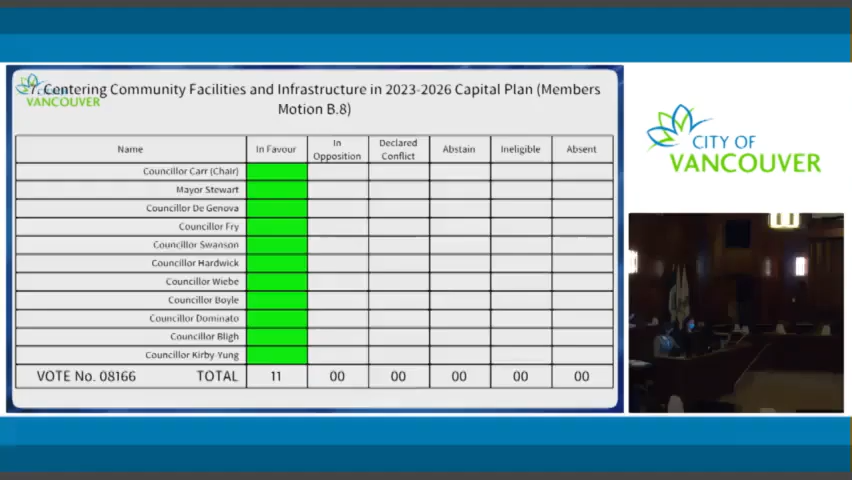 7. Centering Community Facilities and Infrastructure in 2023-2026 Capital Plan (Members
Motion B.8)
VANCOUVER
Name In Favour In Opposition Declared Conflict Abstain Ineligible Absent
Councillor Carr (Chair)
Mayor Stewart
Councillor De Genova
Councillor Fry
Councillor Swanson
Councillor Hardwick
Councillor Wiebe
Councillor Boyle
Councillor Dominato
Councillor Bligh
Councillor Kirby-Yung
VOTE No. 08166 TOTAL 11 00 00 00 00 00
CITY OF
VANCOUVER